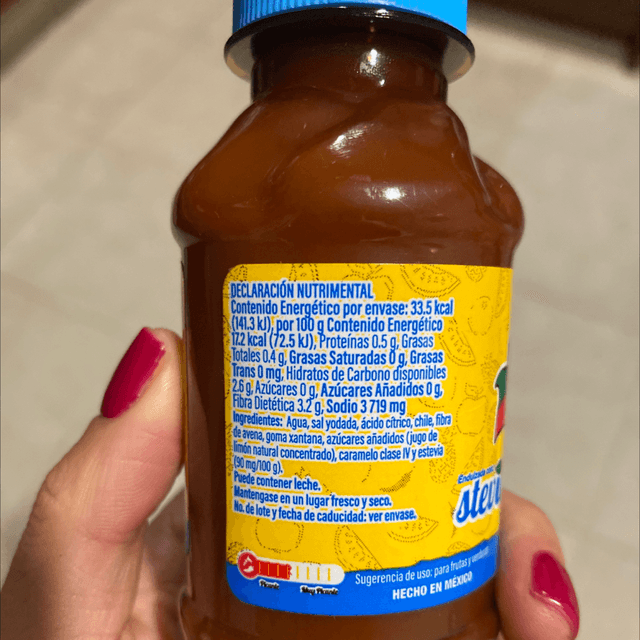 DECLARACIÓN NUTRIMENTAL
Contenido Energético por envase: 33.5 kcal
(141.3 kJ), por 100 g Contenido Energético
17.2 kcal (72.5 kJ), Proteínas 0.5 g, Grasas
Totales 0.4 g, Grasas Saturadas 0 g, Grasas
Trans 0 mg, Hidratos de Carbono disponibles
2.6 g, Azúcares 0 g, Azúcares Añadidos 0 g,
Fibra Dietética 3.2 g, Sodio 3 719 mg
Ingredientes: Agua, sal yodada, ácido cítrico, chile, fibra
de avena, goma xantana, azúcares añadidos (jugo de
limón natural concentrado), caramelo clase IV y estevia
(90 mg/100 g).
Puede contener leche.
Manténgase en un lugar fresco y seco.
No. de lote y fecha de caducidad: ver envase.
Picante
Muy Picante
Sugerencia de uso: para frutas y verduras
HECHO EN MÉXICO